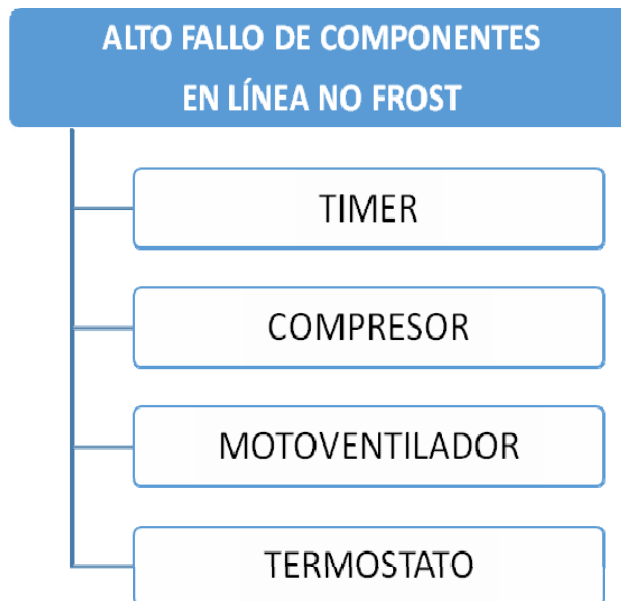 ALTO FALLO DE COMPONENTES
EN LÍNEA NO FROST
TIMER
COMPRESOR
MOTOVENTILADOR
TERMOSTATO